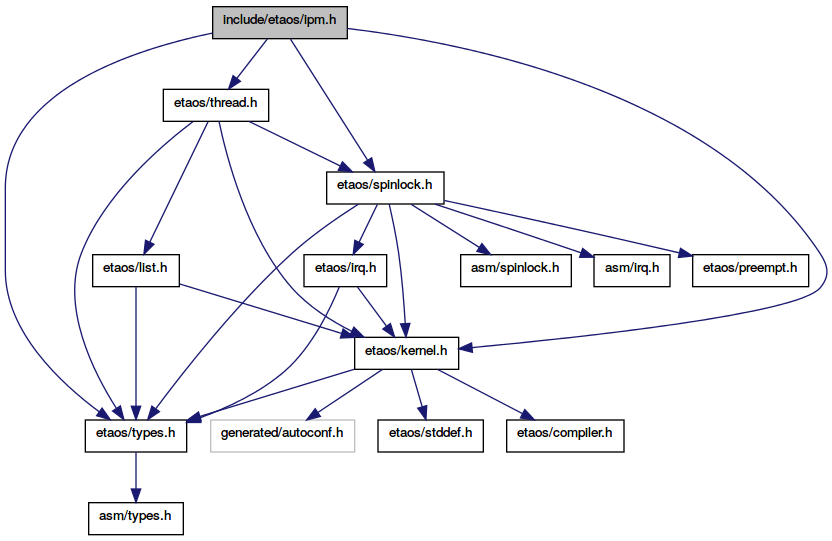 include/etaos/ipm.h
etaos/thread.h
etaos/spinlock.h
etaos/list.h
etaos/irq.h
asm/spinlock.h
asm/irq.h
etaos/preempt.h
etaos/kernel.h
etaos/types.h
generated/autoconf.h
etaos/stddef.h
etaos/compiler.h
asm/types.h